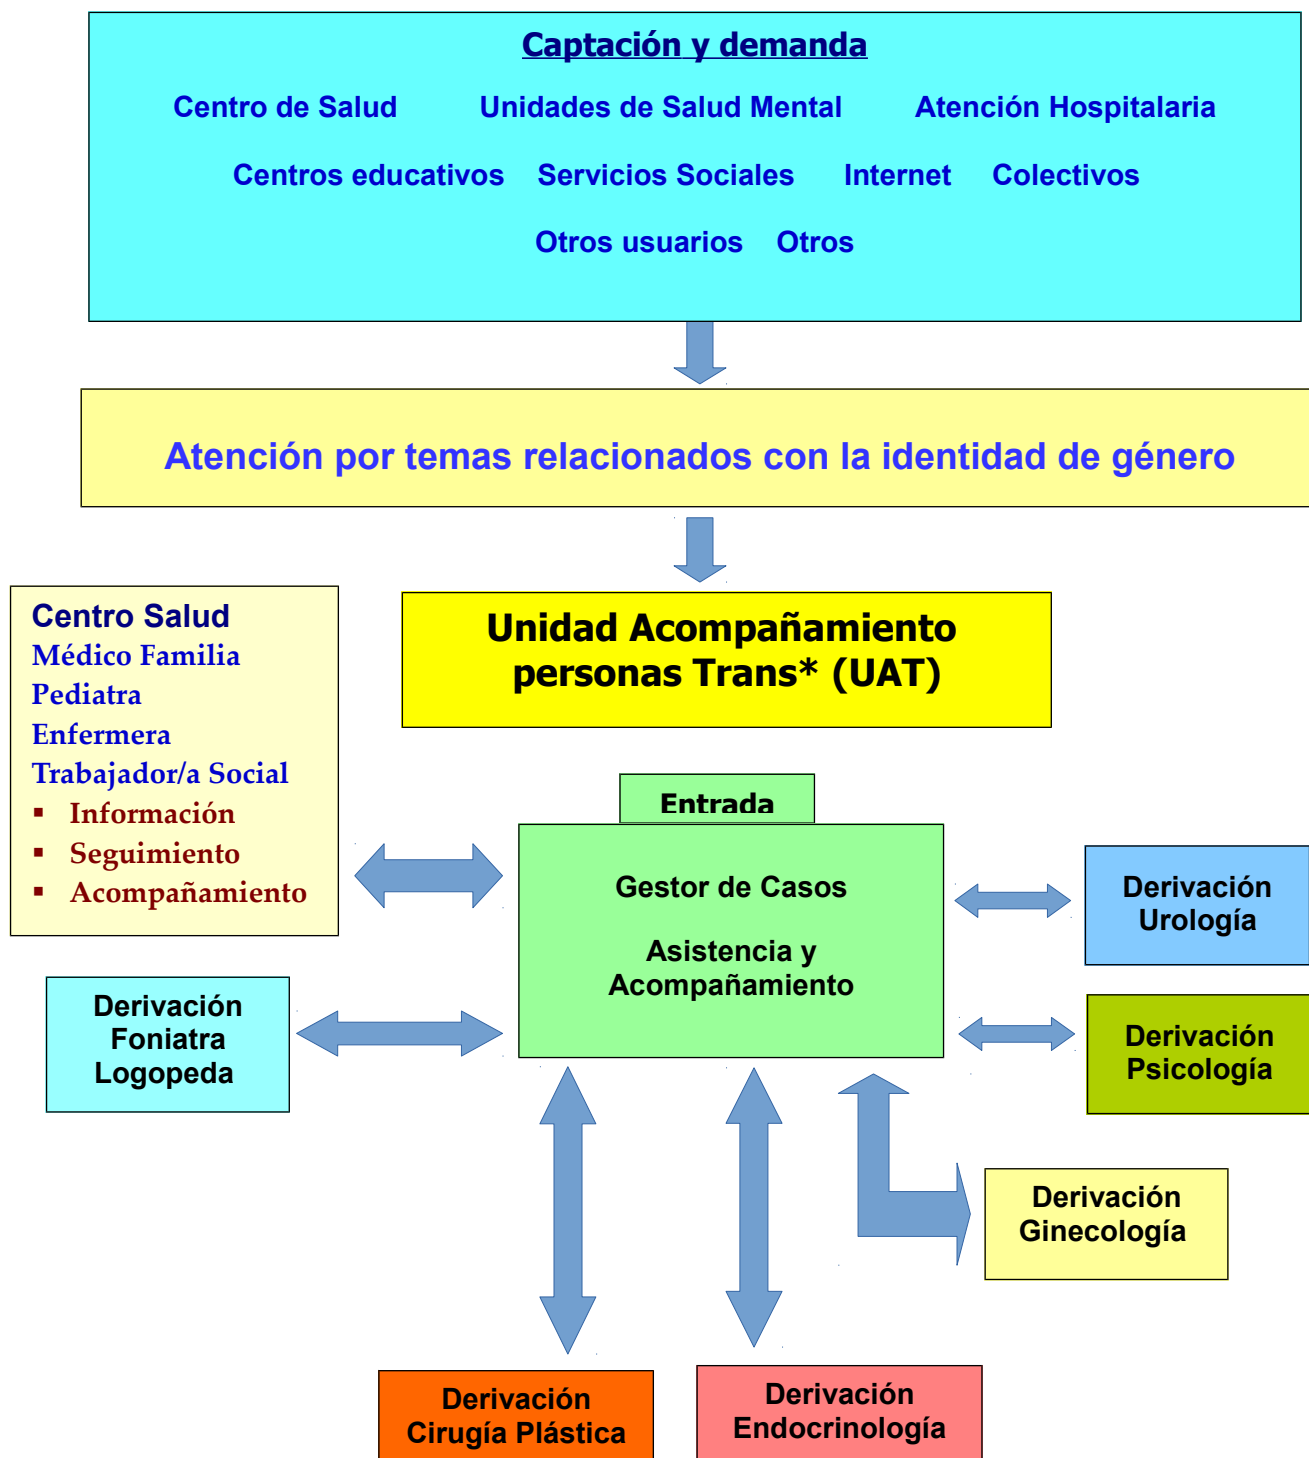 Captación y demanda
Centro de Salud Unidades de Salud Mental Atención Hospitalaria
Centros educativos Servicios Sociales Internet Colectivos
Otros usuarios Otros
Atención por temas relacionados con la identidad de género
Unidad Acompañamiento
personas Trans* (UAT)
Centro Salud
Médico Familia
Pediatra
Enfermera
Trabajador/a Social
▪ Información
▪ Seguimiento
▪ Acompañamiento
Entrada
Gestor de Casos
Asistencia y
Acompañamiento
Derivación
Urología
Derivación
Foniatra
Logopeda
Derivación
Psicología
Derivación
Ginecología
Derivación
Cirugía Plástica
Derivación
Endocrinología